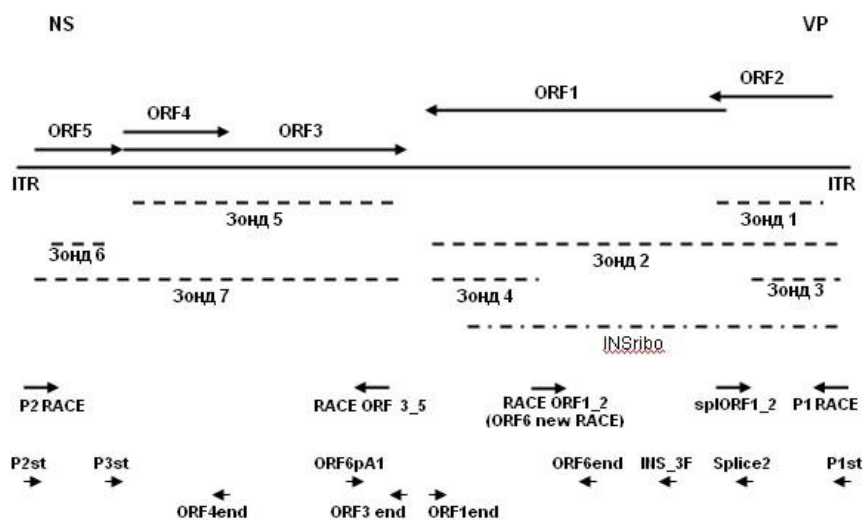 NS VP
ORF2
ORF1
ORF4
ORF5 ORF3
ITR ITR
Зонд 5 Зонд 1
Зонд 6 Зонд 2
Зонд 7 Зонд 4 Зонд 3
INSribo
P2 RACE RACE ORF 3_5 RACE ORF1_2 splORF1_2 P1 RACE
(ORF6 new RACE)
P2st P3st ORF6pA1 ORF6end INS_3F Splice2 P1st
ORF4end ORF3 end ORF1end